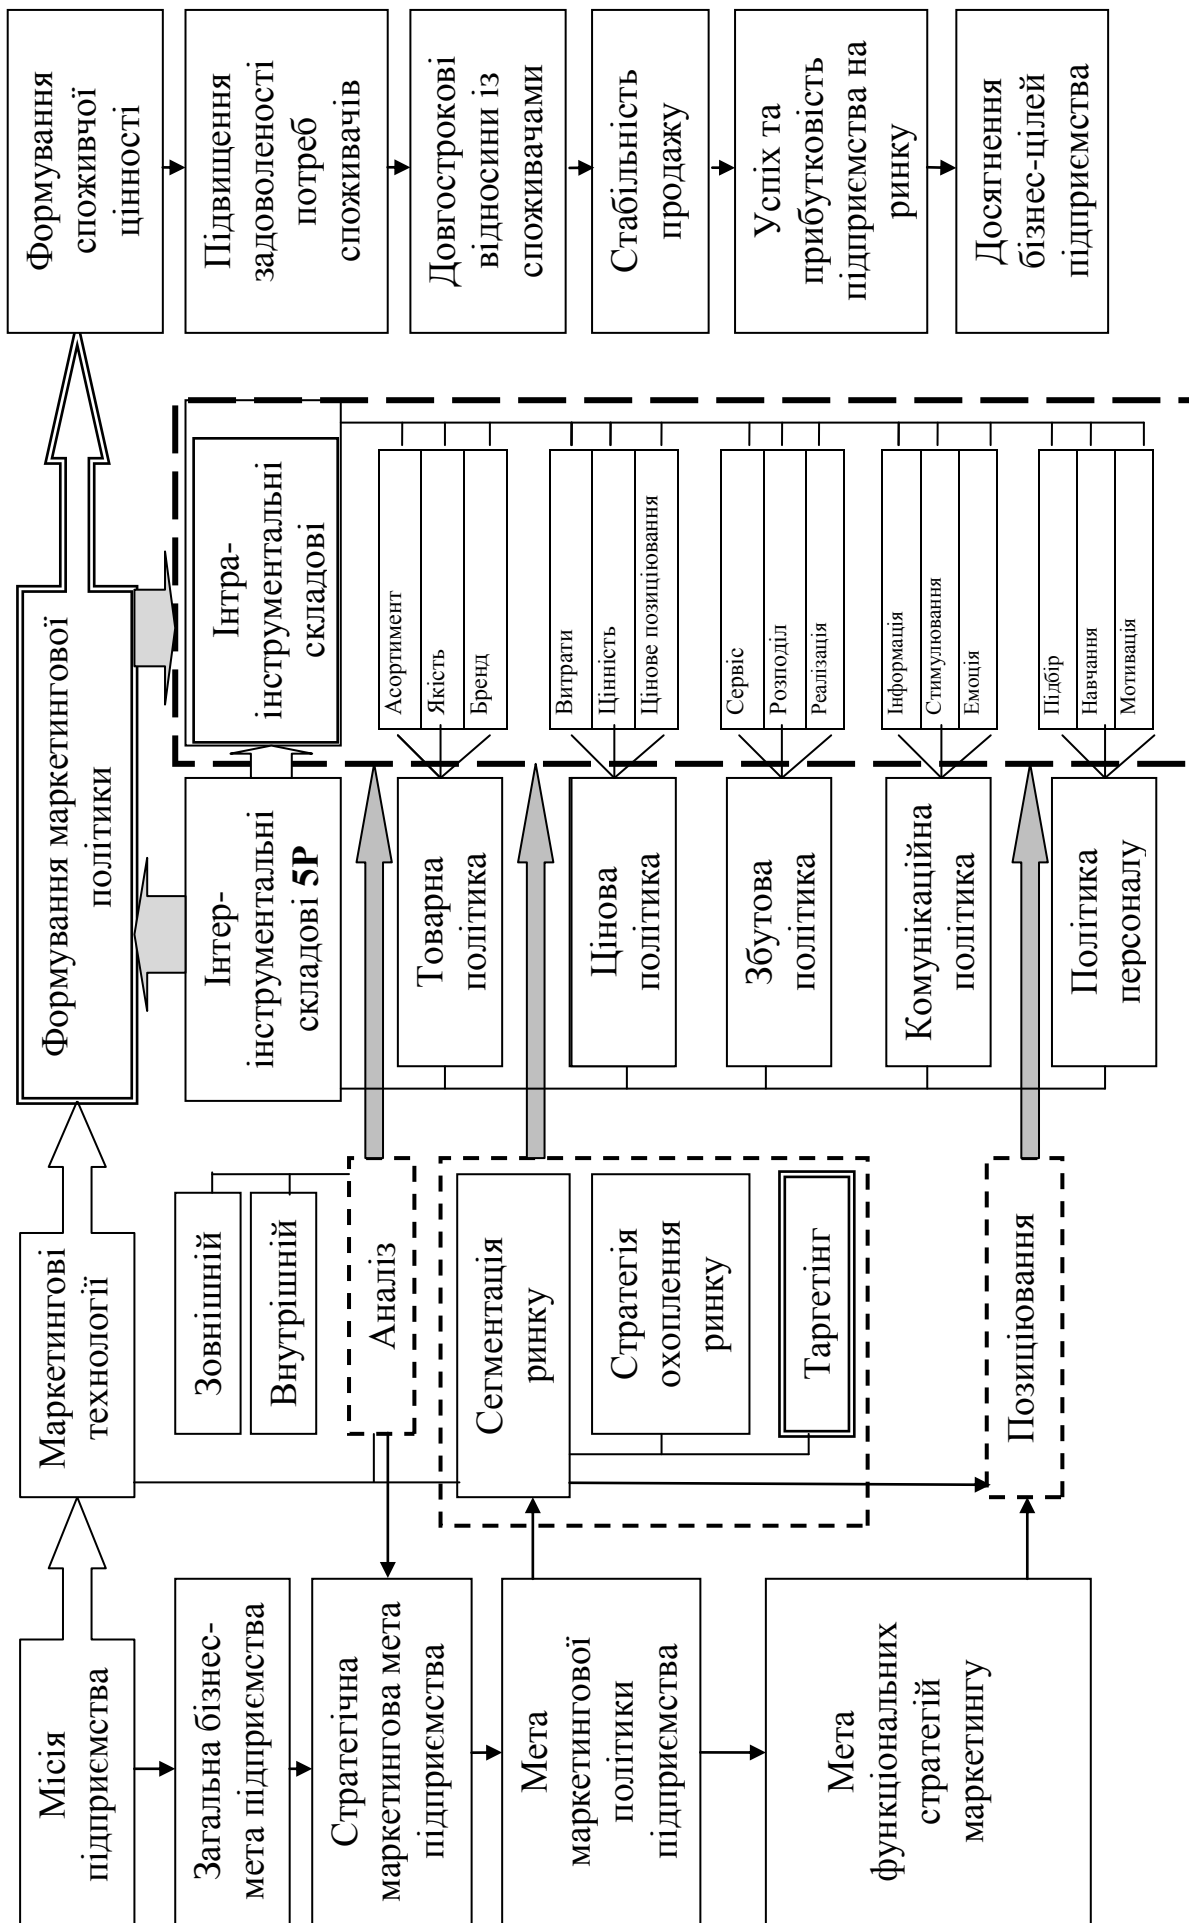 Місія
підприємства
Загальна бізнес-
мета підприємства
Стратегічна
маркетингова мета
підприємства
Мета
маркетингової
політики
підприємства
Мета
функціональних
стратегій
маркетингу
Маркетингові
технології
Зовнішній
Внутрішній
Аналіз
Сегментація
ринку
Стратегія
охоплення
ринку
Таргетінг
Позиціювання
Формування маркетингової
політики
Інтер-
інструментальні
складові 5Р
Товарна
політика
Цінова
політика
Збутова
політика
Комунікаційна
політика
Політика
персоналу
Інтра-
інструментальні
складові
Асортимент
Якість
Бренд
Витрати
Цінність
Цінове позиціювання
Сервіс
Розподіл
Реалізація
Інформація
Стимулювання
Емоція
Підбір
Навчання
Мотивація
Формування
споживчої
цінності
Підвищення
задоволеності
потреб
споживачів
Довгострокові
відносини із
споживачами
Стабільність
продажу
Успіх та
прибутковість
підприємства на
ринку
Досягнення
бізнес-цілей
підприємства